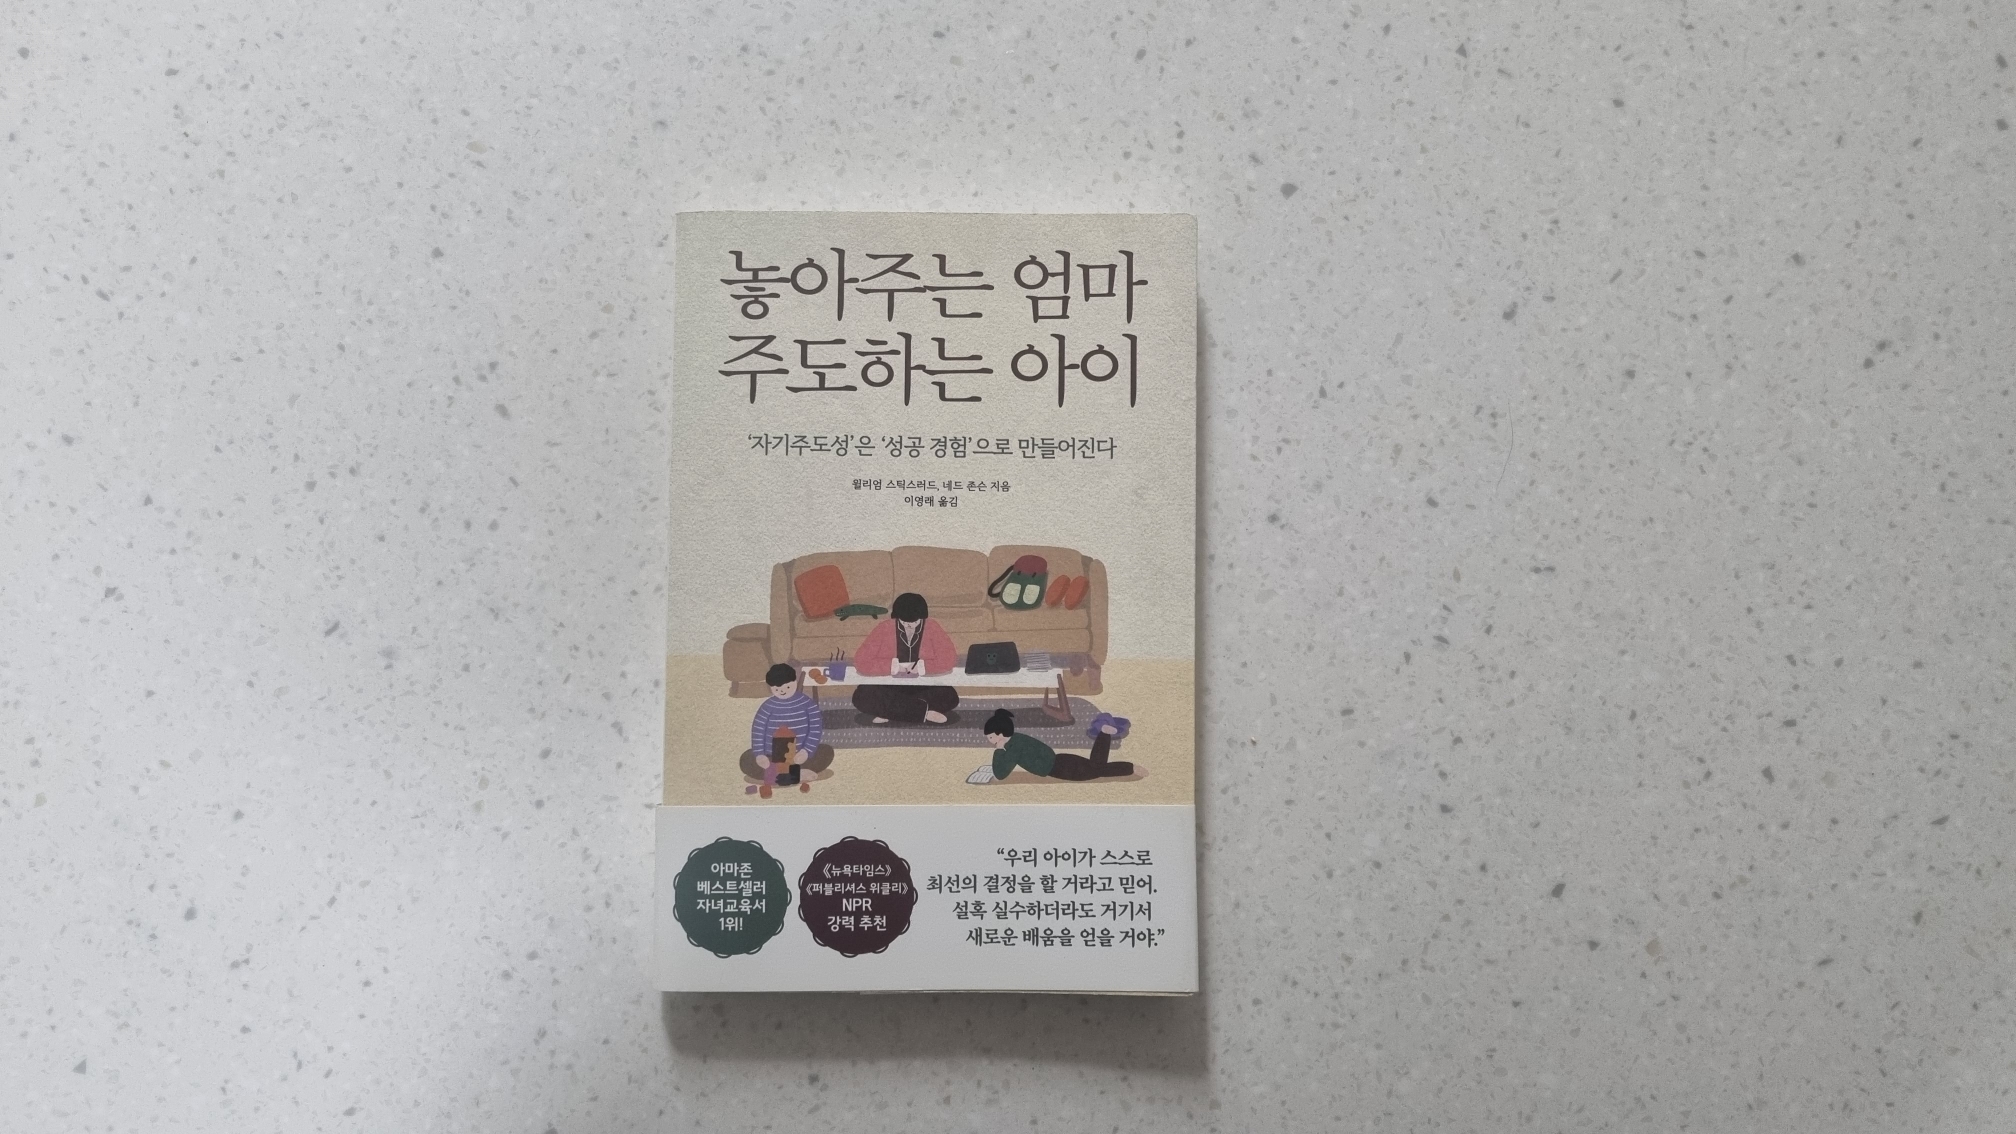 놓아주는 엄마
주도하는 아이
‘자기주도성’은 ‘성공 경험’으로 만들어진다
윌리엄 스틱스러드, 네드 존슨 지음
이영래 옮김
아마존
베스트셀러
자녀교육서
1위!
《뉴욕타임스》
《퍼블리셔스 위클리》
NPR
강력 추천
“우리 아이가 스스로
최선의 결정을 할 거라고 믿어.
설혹 실수하더라도 거기서
새로운 배움을 얻을 거야.”